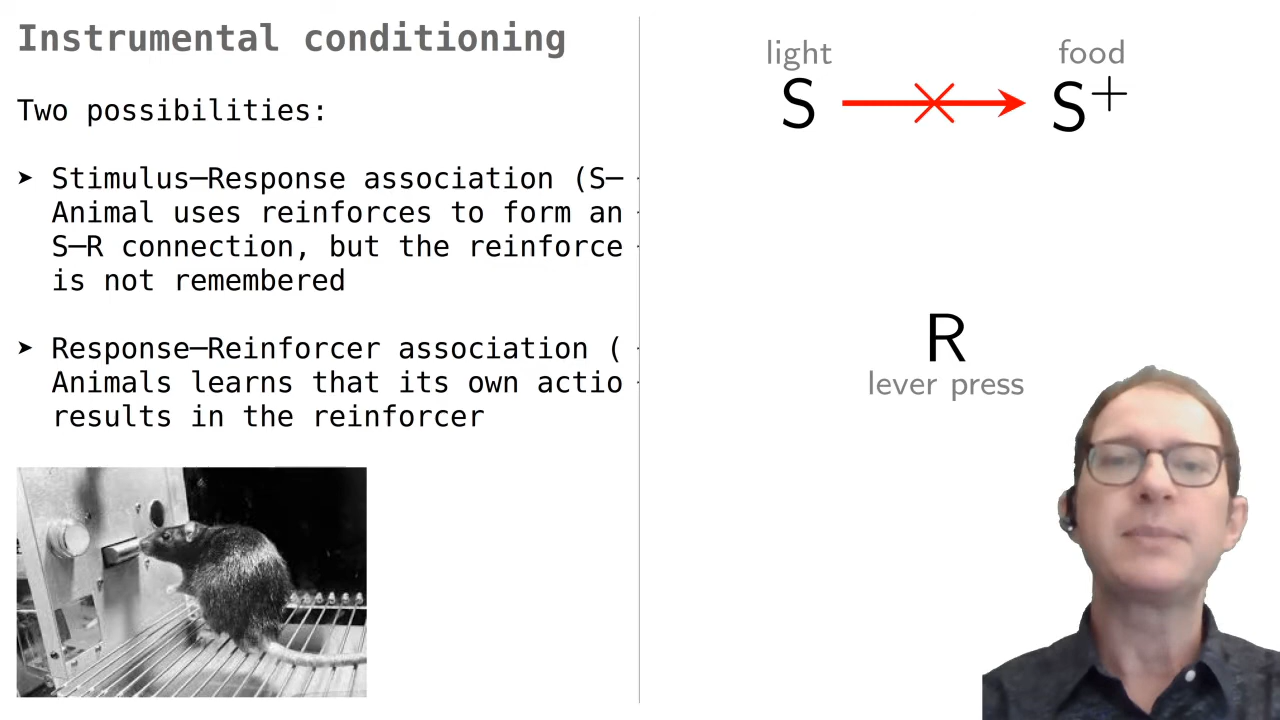 Instrumental conditioning
Two possibilities:
➤ Stimulus–Response association (S–
Animal uses reinforces to form an
S–R connection, but the reinforce
is not remembered
➤ Response–Reinforcer association (
Animals learns that its own actio
results in the reinforcer
light
S
food
S+
R
lever press